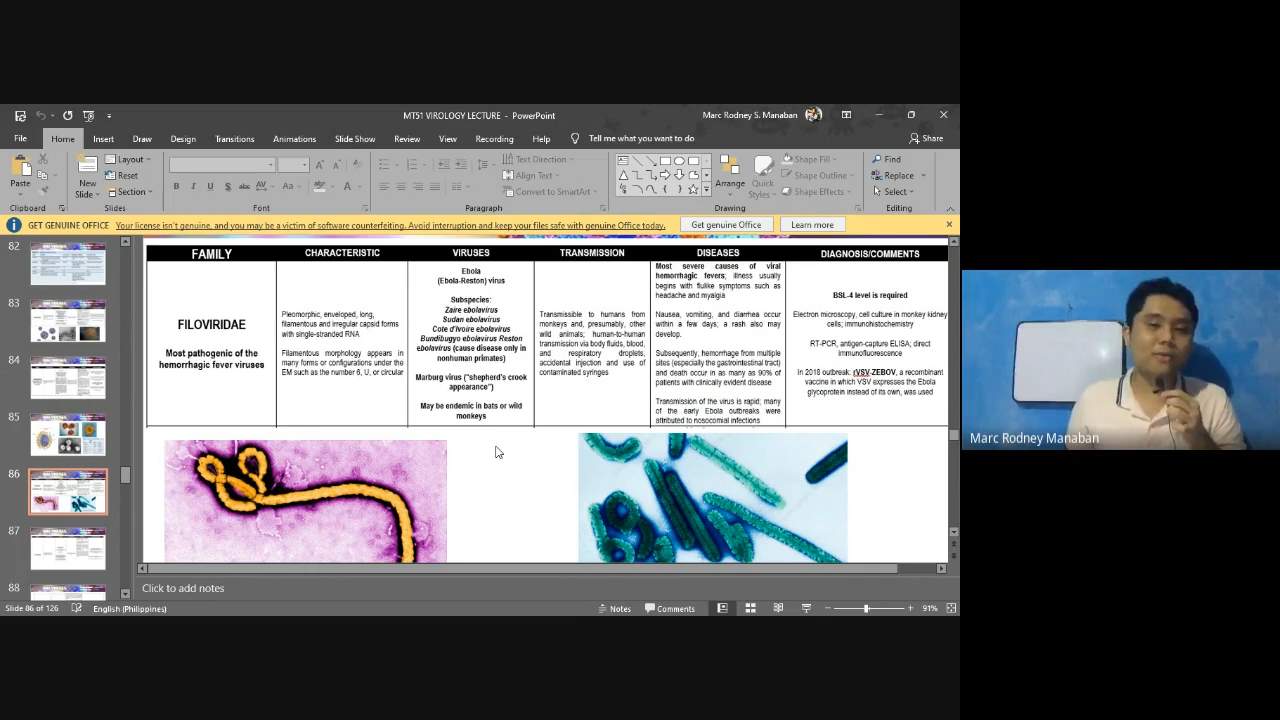 MT51 VIROLOGY LECTURE - PowerPoint
Marc Rodney S. Manaban
File Home Insert Draw Design Transitions Animations Slide Show Review View Recording Help Tell me what you want to do
Share
Paste
Clipboard
New
Slide
Layout
Reset
Section
Slides
B I U S abc AV Aa A
Font
Text Direction
Align Text
Convert to SmartArt
Paragraph
Arrange
Quick
Styles
Shape Fill
Shape Outline
Shape Effects
Drawing
Find
Replace
Select
Editing
GET GENUINE OFFICE Your license isn't genuine, and you may be a victim of software counterfeiting. Avoid interruption and keep your files safe with genuine Office today. Get genuine Office Learn more
82
83
84
85
86
87
88
FAMILY CHARACTERISTIC VIRUSES TRANSMISSION DISEASES DIAGNOSIS/COMMENTS
FILOVIRIDAE
Most pathogenic of the
hemorrhagic fever viruses
Pleomorphic, enveloped, long,
filamentous and irregular capsid forms
with single-stranded RNA
Filamentous morphology appears in
many forms or configurations under the
EM such as the number 6, U, or circular
Ebola
(Ebola-Reston) virus
Subspecies:
Zaire ebolavirus
Sudan ebolavirus
Cote d'Ivoire ebolavirus
Bundibugyo ebolavirus Reston
ebolavirus (cause disease only in
nonhuman primates)
Marburg virus ("shepherd's crook
appearance")
May be endemic in bats or wild
monkeys
Transmissible to humans from
monkeys and, presumably, other
wild animals; human-to-human
transmission via body fluids, blood,
and respiratory droplets;
accidental injection and use of
contaminated syringes
Most severe causes of viral
hemorrhagic fevers; illness usually
begins with flulike symptoms such as
headache and myalgia
Nausea, vomiting, and diarrhea occur
within a few days; a rash also may
develop.
Subsequently, hemorrhage from multiple
sites (especially the gastrointestinal tract)
and death occur in as many as 90% of
patients with clinically evident disease
Transmission of the virus is rapid; many
of the early Ebola outbreaks were
attributed to nosocomial infections
BSL-4 level is required
Electron microscopy, cell culture in monkey kidney
cells; immunohistochemistry
RT-PCR, antigen-capture ELISA; direct
immunofluorescence
In 2018 outbreak: rVSV-ZEBOV, a recombinant
vaccine in which VSV expresses the Ebola
glycoprotein instead of its own, was used
Marc Rodney Manaban
Click to add notes
Slide 86 of 126 English (Philippines) Notes Comments 91%